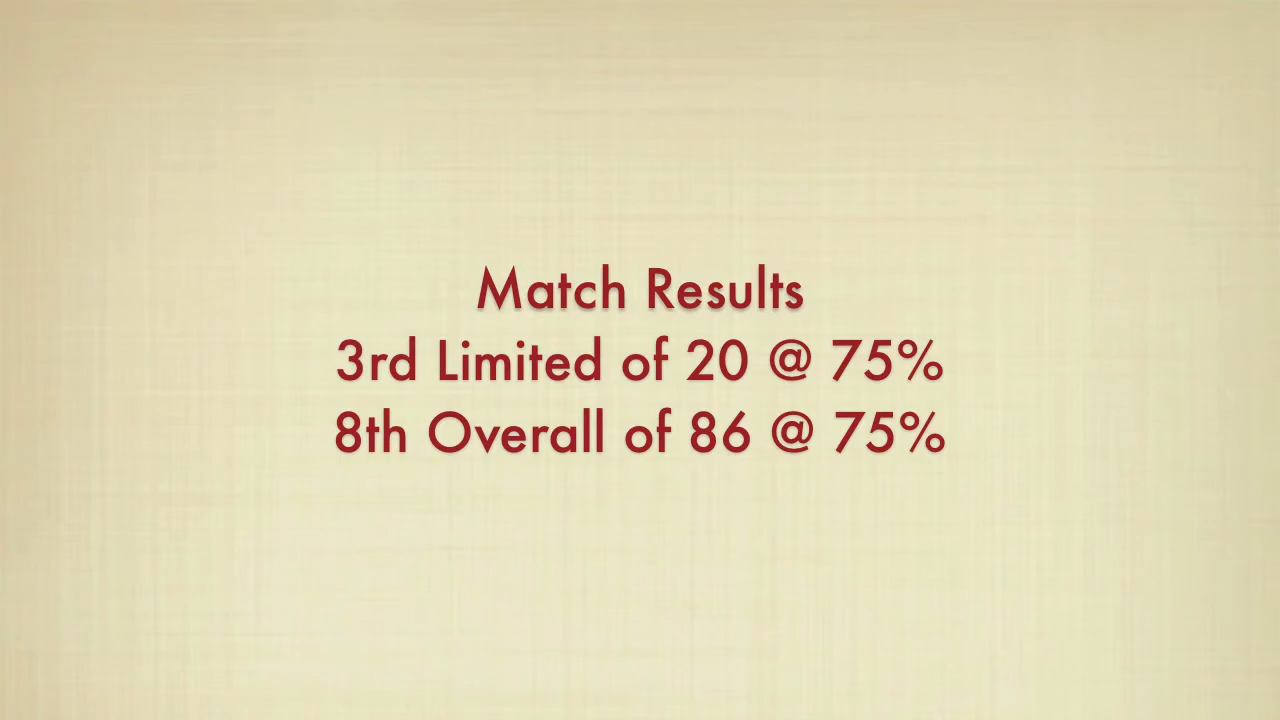 Match Results
3rd Limited of 20 @ 75%
8th Overall of 86 @ 75%